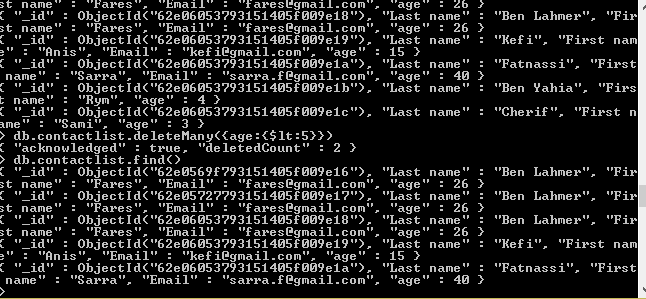 st name" : "Fares", "Email" : "fares@gmail.com", "age" : 26 }
{ "_id" : ObjectId("62e06053793151405f009e18"), "Last name" : "Ben Lahmer", "Fir
st name" : "Fares", "Email" : "fares@gmail.com", "age" : 26 }
{ "_id" : ObjectId("62e06053793151405f009e19"), "Last name" : "Kefi", "First nam
e" : "Anis", "Email" : "kefi@gmail.com", "age" : 15 }
{ "_id" : ObjectId("62e06053793151405f009e1a"), "Last name" : "Fatnassi", "First
 name" : "Sarra", "Email" : "sarra.f@gmail.com", "age" : 40 }
{ "_id" : ObjectId("62e06053793151405f009e1b"), "Last name" : "Ben Yahia", "Firs
t name" : "Rym", "age" : 4 }
{ "_id" : ObjectId("62e06053793151405f009e1c"), "Last name" : "Cherif", "First n
ame" : "Sami", "age" : 3 }
> db.contactlist.deleteMany({age:{$lt:5}})
{ "acknowledged" : true, "deletedCount" : 2 }
> db.contactlist.find()
{ "_id" : ObjectId("62e0569f793151405f009e16"), "Last name" : "Ben Lahmer", "Fir
st name" : "Fares", "Email" : "fares@gmail.com", "age" : 26 }
{ "_id" : ObjectId("62e05727793151405f009e17"), "Last name" : "Ben Lahmer", "Fir
st name" : "Fares", "Email" : "fares@gmail.com", "age" : 26 }
{ "_id" : ObjectId("62e06053793151405f009e18"), "Last name" : "Ben Lahmer", "Fir
st name" : "Fares", "Email" : "fares@gmail.com", "age" : 26 }
{ "_id" : ObjectId("62e06053793151405f009e19"), "Last name" : "Kefi", "First nam
e" : "Anis", "Email" : "kefi@gmail.com", "age" : 15 }
{ "_id" : ObjectId("62e06053793151405f009e1a"), "Last name" : "Fatnassi", "First
 name" : "Sarra", "Email" : "sarra.f@gmail.com", "age" : 40 }
>